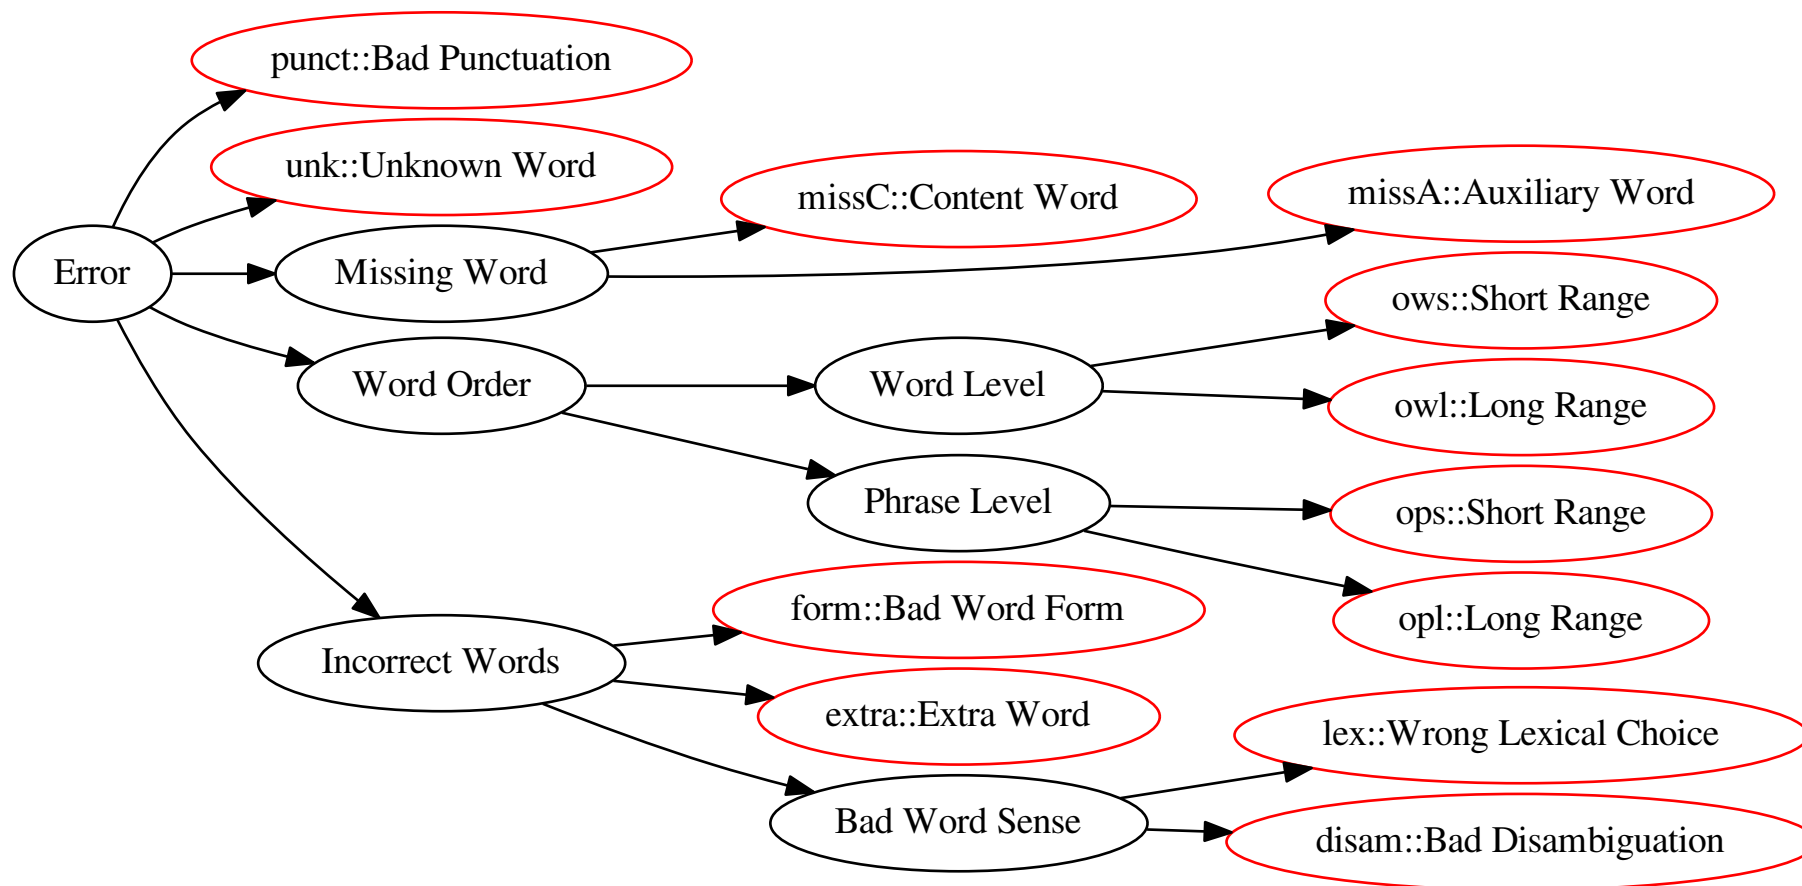 punct::Bad Punctuation
unk::Unknown Word
missC::Content Word
missA::Auxiliary Word
Error
Missing Word
ows::Short Range
Word Order
Word Level
owl::Long Range
Phrase Level
ops::Short Range
form::Bad Word Form
opl::Long Range
Incorrect Words
extra::Extra Word
lex::Wrong Lexical Choice
Bad Word Sense
disam::Bad Disambiguation